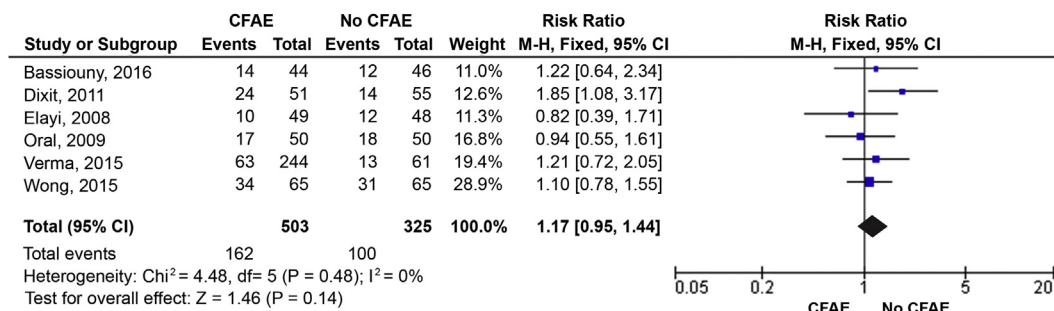 CFAE No CFAE Risk Ratio Risk Ratio
Study or Subgroup Events Total Events Total Weight M-H, Fixed, 95% CI M-H, Fixed, 95% CI
Bassiouny, 2016 14 44 12 46 11.0% 1.22 [0.64, 2.34]
Dixit, 2011 24 51 14 55 12.6% 1.85 [1.08, 3.17]
Elayi, 2008 10 49 12 48 11.3% 0.82 [0.39, 1.71]
Oral, 2009 17 50 18 50 16.8% 0.94 [0.55, 1.61]
Verma, 2015 63 244 13 61 19.4% 1.21 [0.72, 2.05]
Wong, 2015 34 65 31 65 28.9% 1.10 [0.78, 1.55]
Total (95% CI) 503 325 100.0% 1.17 [0.95, 1.44]
Total events 162 100
Heterogeneity: Chi² = 4.48, df= 5 (P = 0.48); I² = 0%
Test for overall effect: Z = 1.46 (P = 0.14)
0.05 0.2 1 5 20
CFAE No CFAE